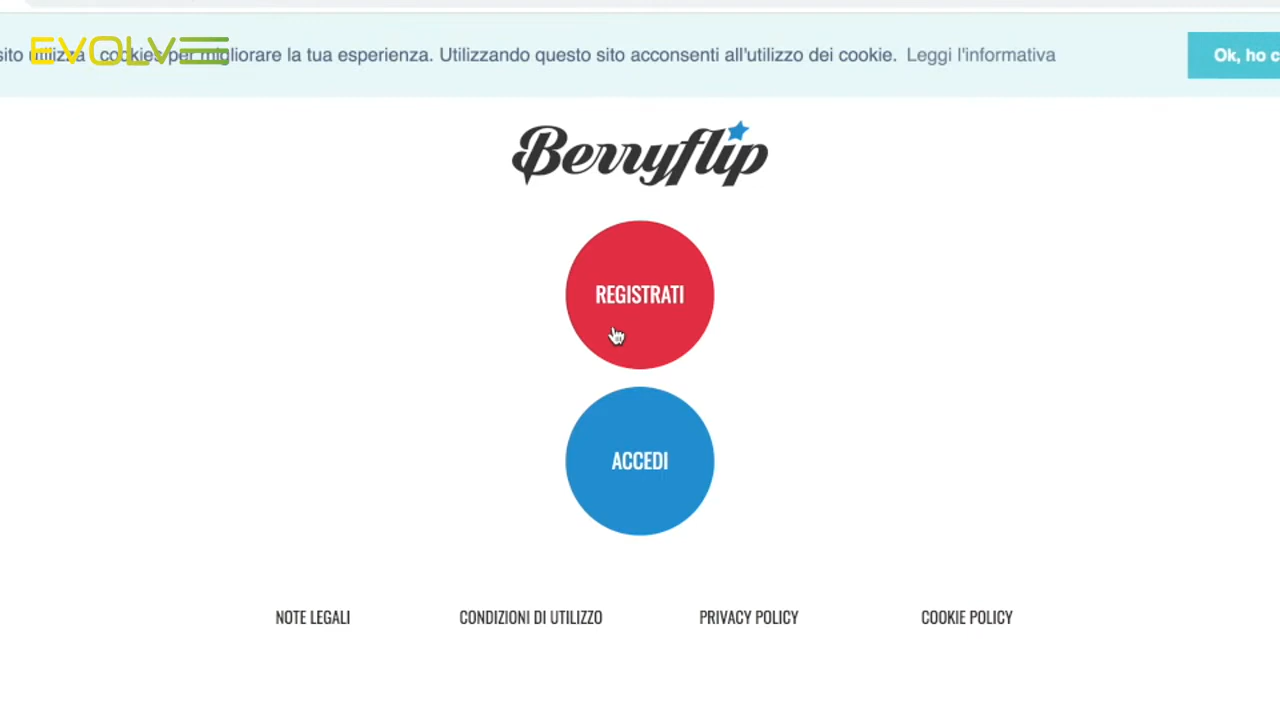 EVOLVE
sito utilizza i cookies per migliorare la tua esperienza. Utilizzando questo sito acconsenti all'utilizzo dei cookie. Leggi l'informativa
Ok, ho c
Berryflip
REGISTRATI
ACCEDI
NOTE LEGALI
CONDIZIONI DI UTILIZZO
PRIVACY POLICY
COOKIE POLICY